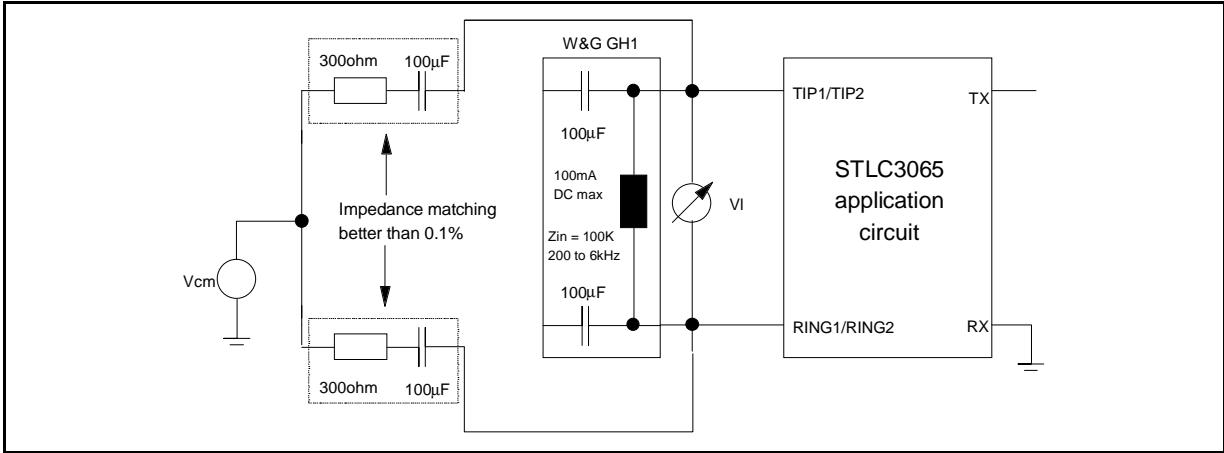 W&G GH1
300ohm
100μF
TIP1/TIP2
TX
100μF
100mA
DC max
STLC3065
application
circuit
Impedance matching
better than 0.1%
VI
Zin = 100K
200 to 6kHz
Vcm
100μF
RING1/RING2
RX
300ohm
100μF